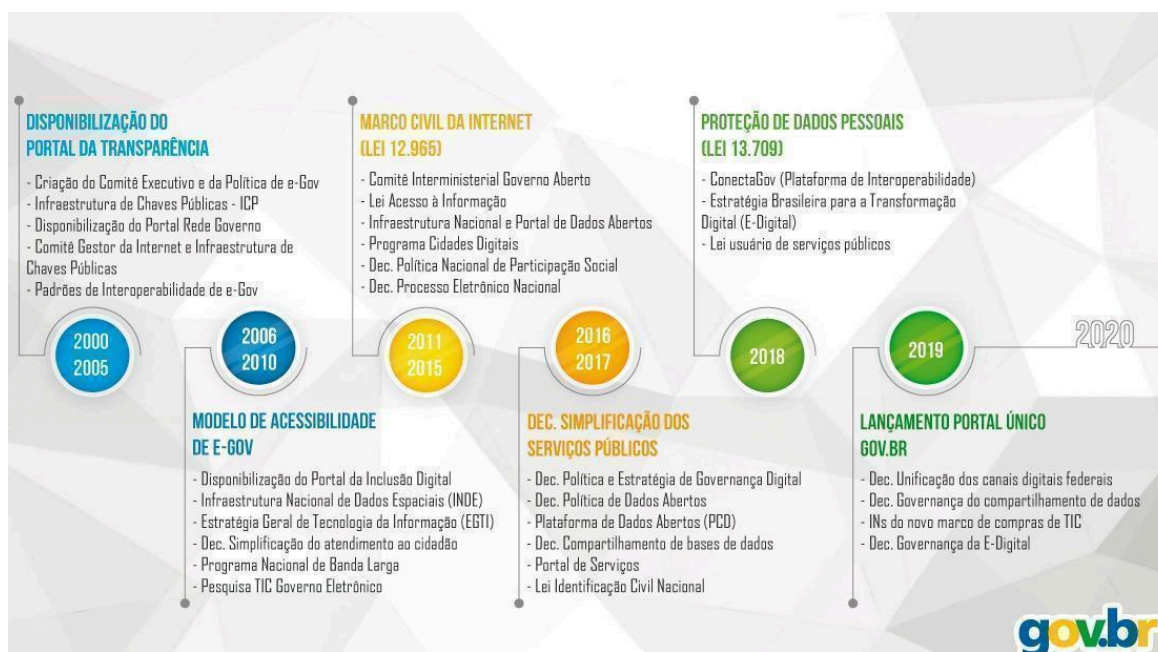 DISPONIBILIZAÇÃO DO
PORTAL DA TRANSPARÊNCIA
- Criação do Comitê Executivo e da Política de e-Gov
- Infraestrutura de Chaves Públicas - ICP
- Disponibilização do Portal Rede Governo
- Comitê Gestor da Internet e Infraestrutura de
Chaves Públicas
- Padrões de Interoperabilidade de e-Gov
MARCO CIVIL DA INTERNET
(LEI 12.965)
- Comitê Interministerial Governo Aberto
- Lei Acesso à Informação
- Infraestrutura Nacional e Portal de Dados Abertos
- Programa Cidades Digitais
- Dec. Política Nacional de Participação Social
- Dec. Processo Eletrônico Nacional
PROTEÇÃO DE DADOS PESSOAIS
(LEI 13.709)
- ConectaGov (Plataforma de Interoperabilidade)
- Estratégia Brasileira para a Transformação
Digital (E-Digital)
- Lei usuário de serviços públicos
2000
2005
2006
2010
2011
2015
2016
2017
2018
2019
2020
MODELO DE ACESSIBILIDADE
DE E-GOV
- Disponibilização do Portal da Inclusão Digital
- Infraestrutura Nacional de Dados Espaciais (INDE)
- Estratégia Geral de Tecnologia da Informação (EGTI)
- Dec. Simplificação do atendimento ao cidadão
- Programa Nacional de Banda Larga
- Pesquisa TIC Governo Eletrônico
DEC. SIMPLIFICAÇÃO DOS
SERVIÇOS PÚBLICOS
- Dec. Política e Estratégia de Governança Digital
- Dec. Política de Dados Abertos
- Plataforma de Dados Abertos (PCD)
- Dec. Compartilhamento de bases de dados
- Portal de Serviços
- Lei Identificação Civil Nacional
LANÇAMENTO PORTAL ÚNICO
GOV.BR
- Dec. Unificação dos canais digitais federais
- Dec. Governança do compartilhamento de dados
- INs do novo marco de compras de TIC
- Dec. Governança da E-Digital
gov.br